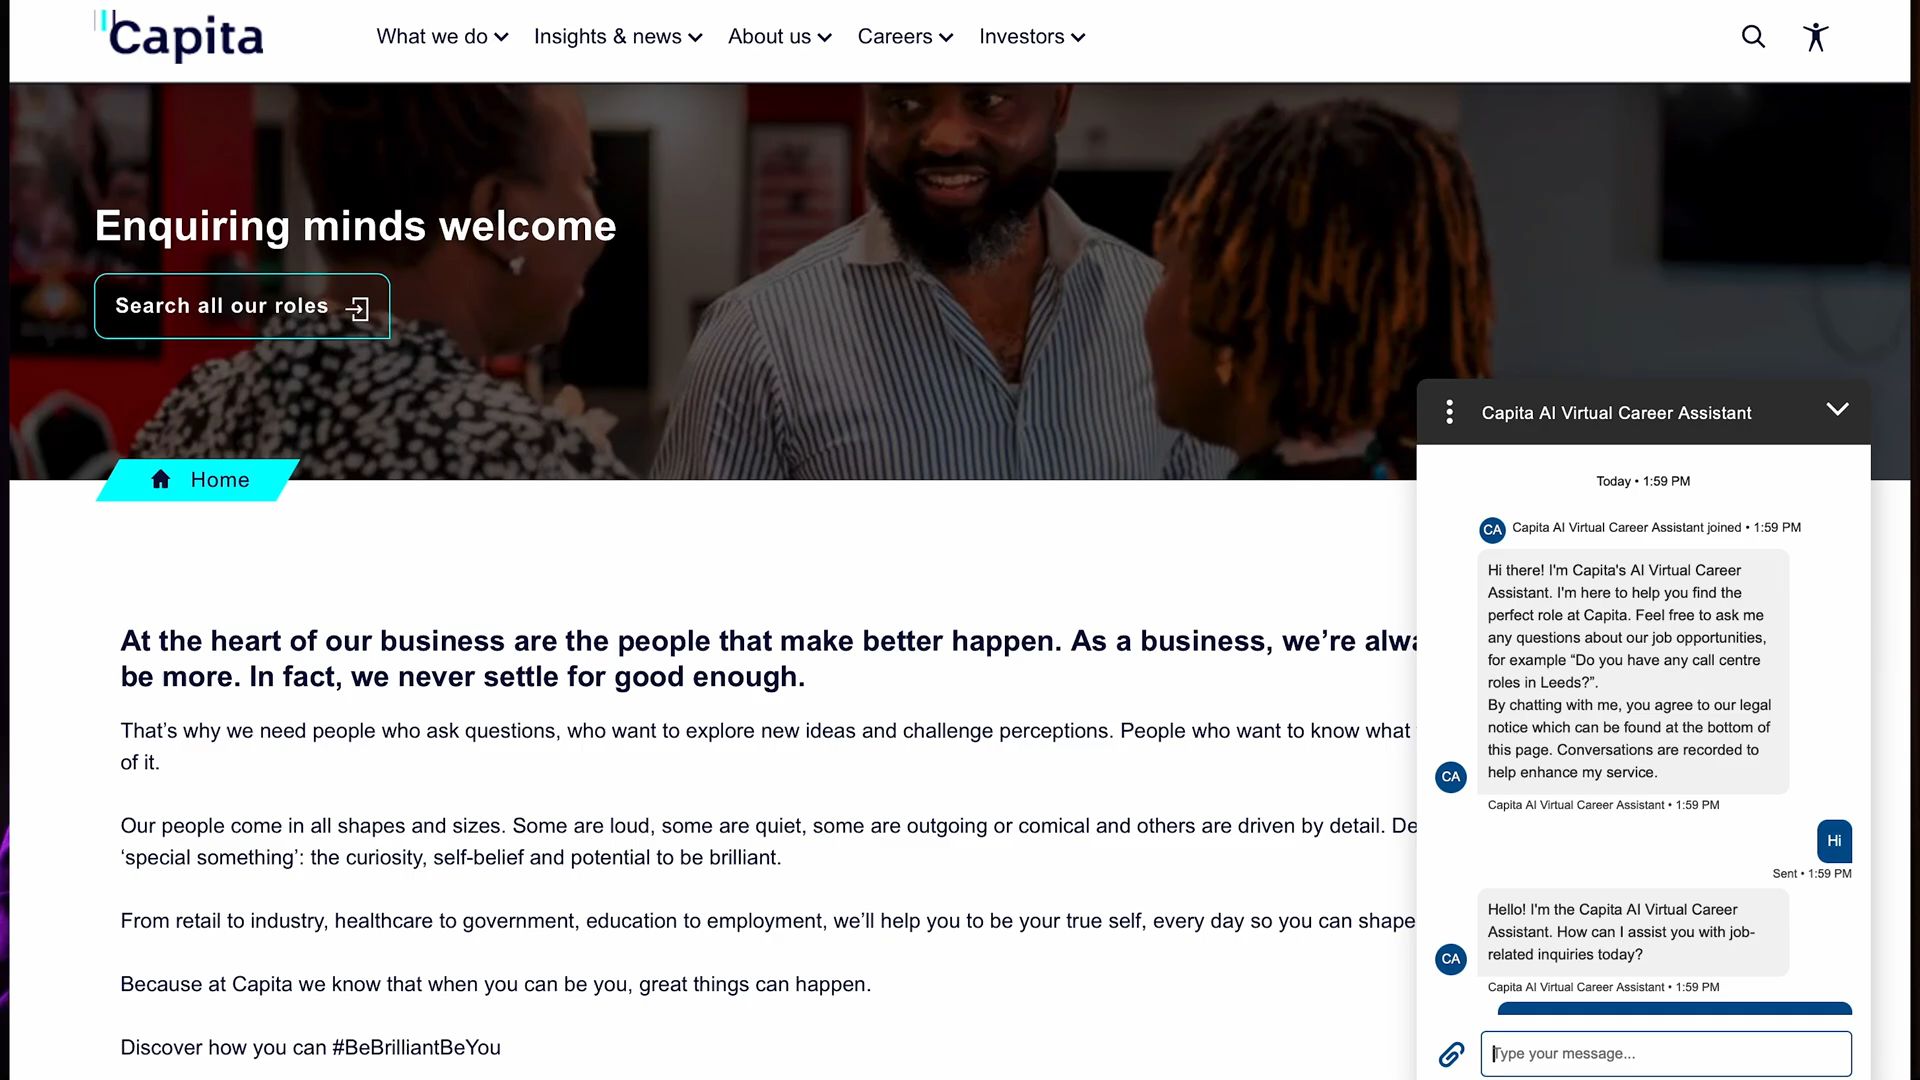 Capita
What we do
Insights & news
About us
Careers
Investors
Enquiring minds welcome
Search all our roles
Home
At the heart of our business are the people that make better happen. As a business, we’re
be more. In fact, we never settle for good enough.
That’s why we need people who ask questions, who want to explore new ideas and challenge perceptions. People who want to know what
of it.
Our people come in all shapes and sizes. Some are loud, some are quiet, some are outgoing or comical and others are driven by detail.
‘special something’: the curiosity, self-belief and potential to be brilliant.
From retail to industry, healthcare to government, education to employment, we’ll help you to be your true self, every day so you can shape
Because at Capita we know that when you can be you, great things can happen.
Discover how you can #BeBrilliantBeYou
Capita AI Virtual Career Assistant
Today • 1:59 PM
CA Capita AI Virtual Career Assistant joined • 1:59 PM
Hi there! I'm Capita's AI Virtual Career
Assistant. I'm here to help you find the
perfect role at Capita. Feel free to ask me
any questions about our job opportunities,
for example “Do you have any call centre
roles in Leeds?”.
By chatting with me, you agree to our legal
notice which can be found at the bottom of
this page. Conversations are recorded to
help enhance my service.
CA
Capita AI Virtual Career Assistant • 1:59 PM
Hi
Sent • 1:59 PM
Hello! I'm the Capita AI Virtual Career
Assistant. How can I assist you with job-
related inquiries today?
CA
Capita AI Virtual Career Assistant • 1:59 PM
Type your message...